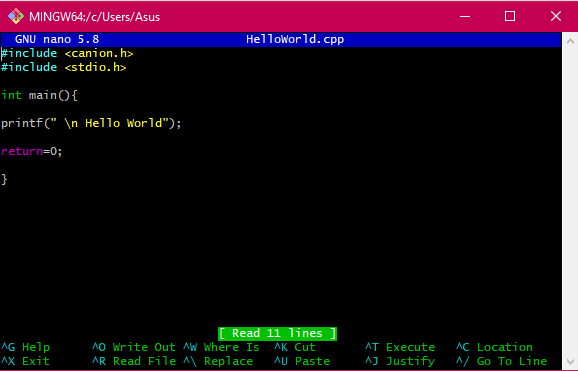 MINGW64:/c/Users/Asus
GNU nano 5.8 HelloWorld.cpp
#include <canion.h>
#include <stdio.h>
int main(){
printf(" \n Hello World");
return=0;
}
[ Read 11 lines ]
^G Help ^O Write Out ^W Where Is ^K Cut ^T Execute ^C Location
^X Exit ^R Read File ^\ Replace ^U Paste ^J Justify ^/ Go To Line